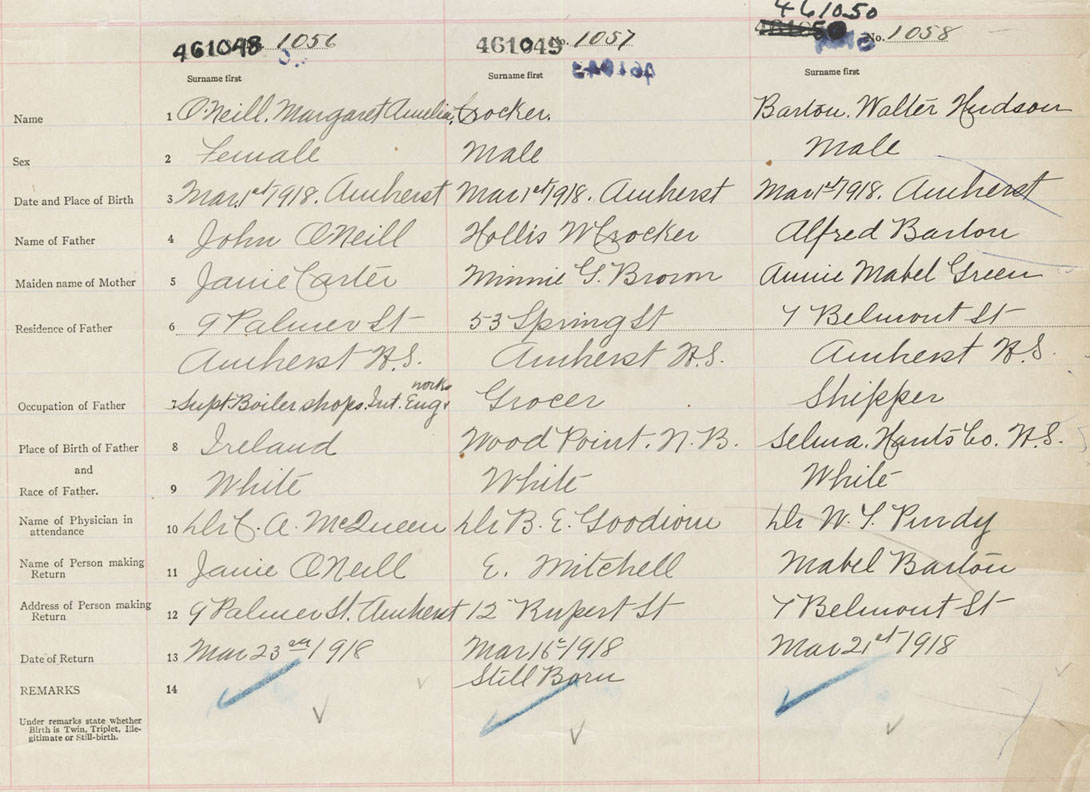 461050
461048 No. 1056 461049 No. 1057 No. 1058
Surname first Surname first Surname first
Name 1 O'Neill, Margaret Amelia, Crocker. Barton, Walter Hudson
Sex 2 Female Male Male
Date and Place of Birth 3 Mar 1st/1918. Amherst Mar 1st/1918. Amherst Mar 1st/1918. Amherst
Name of Father 4 John O'Neill Hollis W Crocker Alfred Barton
Maiden name of Mother 5 Janie Carter Minnie G. Brown Annie Mabel Green
Residence of Father 6 9 Palmer St 53 Spring St 7 Belmont St
Amherst N.S. Amherst N.S. Amherst N.S.
works
Occupation of Father 7 Supt. Boiler shops. Int. Eng. Grocer Shipper
Place of Birth of Father 8 Ireland Wood Point. N.B. Selma. Hants Co. N.S.
and
Race of Father. 9 White White White
Name of Physician in attendance 10 Dr C. A. McQueen Dr B. E. Goodwin Dr W. T. Purdy
Name of Person making Return 11 Janie O'Neill E. Mitchell Mabel Barton
Address of Person making Return 12 9 Palmer St. Amherst 12 Rupert St 7 Belmont St
Date of Return 13 Mar 23rd/1918 Mar 16/1918 Mar 21st/1918
REMARKS 14 Still Born
Under remarks state whether
Birth is Twin, Triplet, Ille-
gitimate or Still-birth.